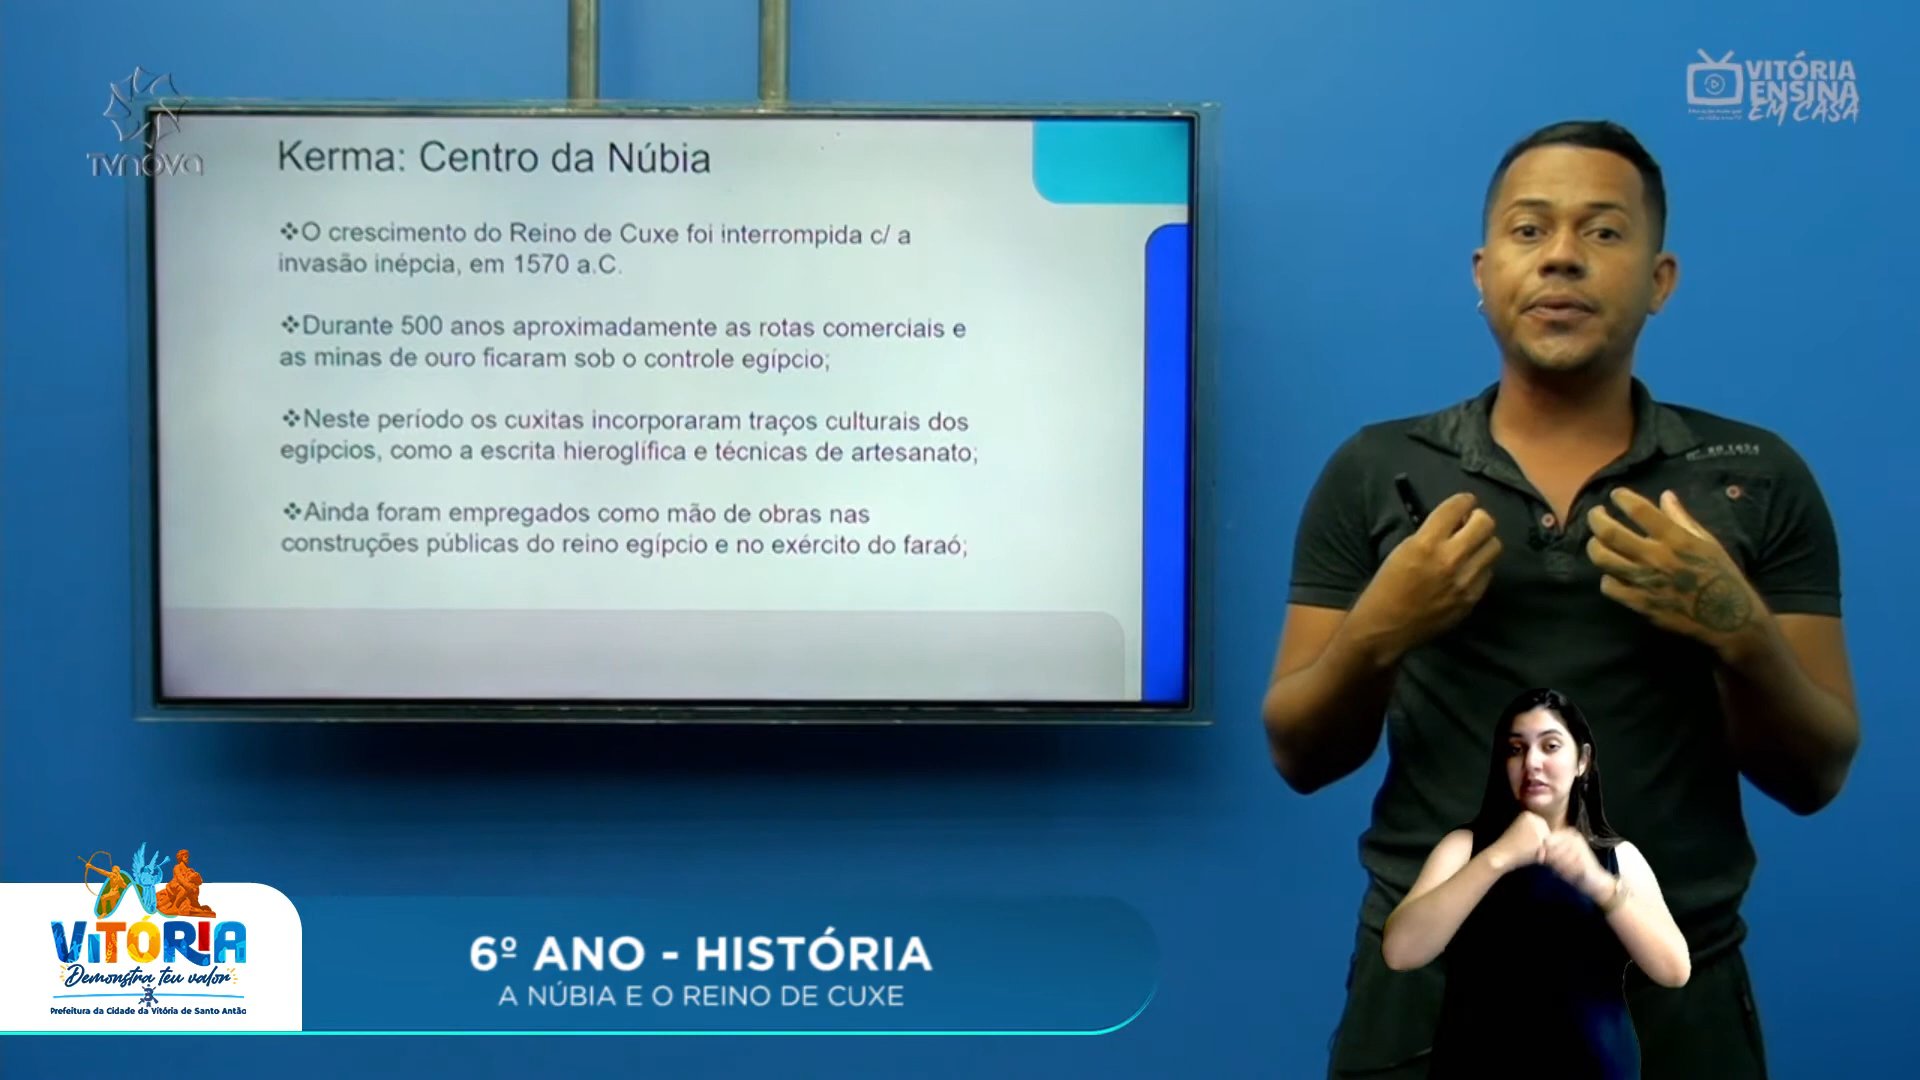 TVNOVA
VITÓRIA
ENSINA
EM CASA
Kerma: Centro da Núbia
❖O crescimento do Reino de Cuxe foi interrompida c/ a
invasão inépcia, em 1570 a.C.
❖Durante 500 anos aproximadamente as rotas comerciais e
as minas de ouro ficaram sob o controle egípcio;
❖Neste período os cuxitas incorporaram traços culturais dos
egípcios, como a escrita hieroglífica e técnicas de artesanato;
❖Ainda foram empregados como mão de obras nas
construções públicas do reino egípcio e no exército do faraó;
VITÓRIA
Demonstra teu valor
Prefeitura da Cidade da Vitória de Santo Antão
6º ANO - HISTÓRIA
A NÚBIA E O REINO DE CUXE